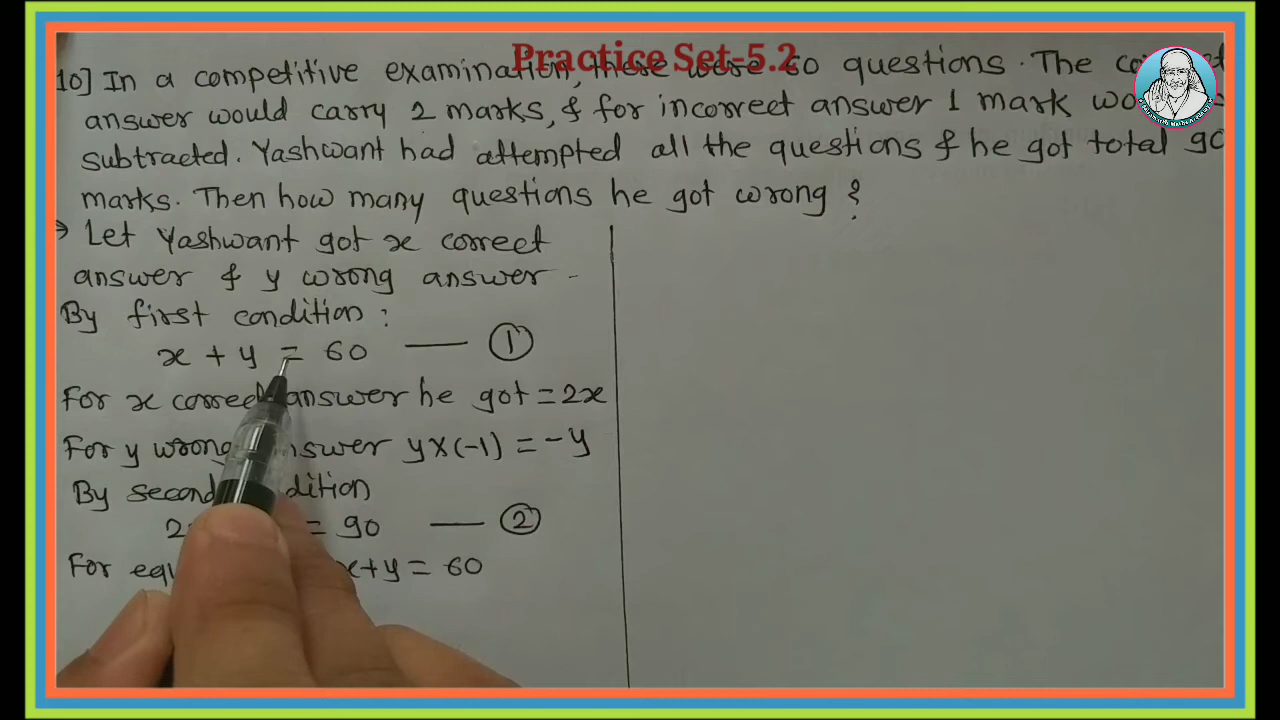 Practice Set-5.2
10] In a competitive examination, there were 60 questions. The
answer would carry 2 marks, & for incorrect answer 1 mark
subtracted. Yashwant had attempted all the questions & he got total 90
marks. Then how many questions he got wrong ?
→ Let Yashwant got x correct
answer & y wrong answer -
By first condition :
x + y = 60 —— ①
For x correct answer he got = 2x
For y wrong answer y×(-1) = -y
By second condition
= 90 —— ②
For x+y = 60